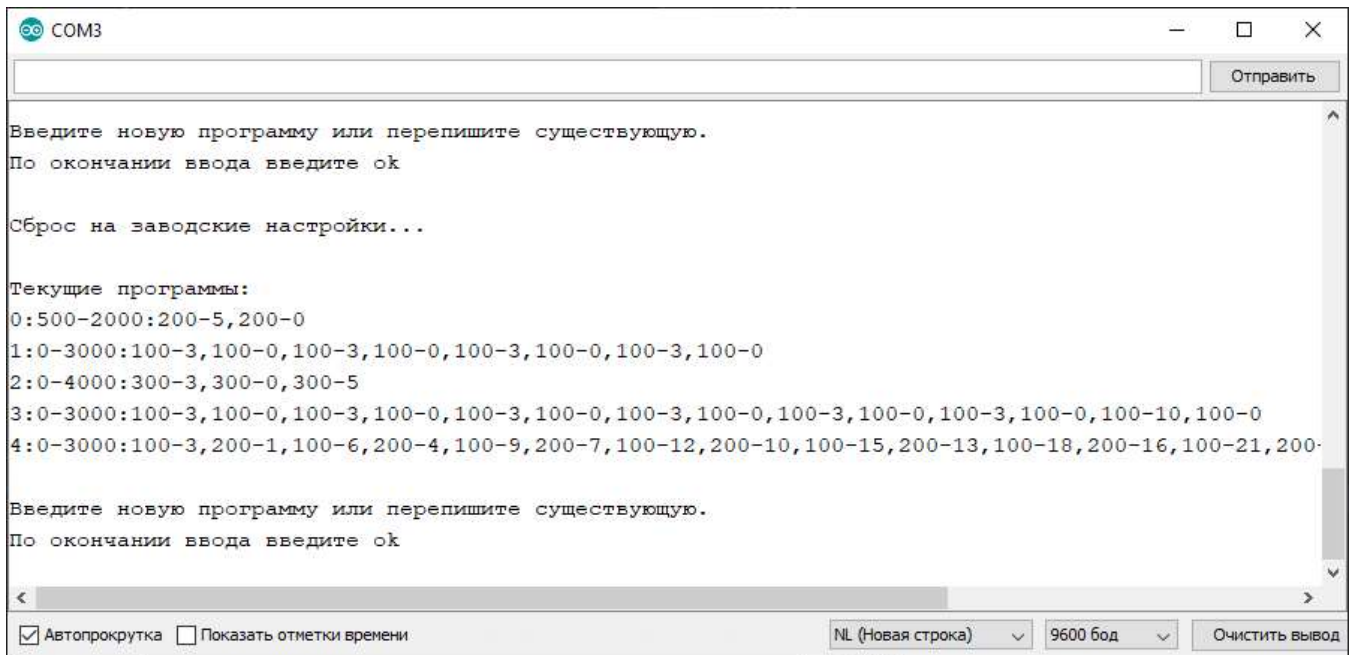 COM3
Отправить
Введите новую программу или перепишите существующую.
По окончании ввода введите ok
Сброс на заводские настройки...
Текущие программы:
0:500-2000:200-5,200-0
1:0-3000:100-3,100-0,100-3,100-0,100-3,100-0,100-3,100-0
2:0-4000:300-3,300-0,300-5
3:0-3000:100-3,100-0,100-3,100-0,100-3,100-0,100-3,100-0,100-3,100-0,100-3,100-0,100-10,100-0
4:0-3000:100-3,200-1,100-6,200-4,100-9,200-7,100-12,200-10,100-15,200-13,100-18,200-16,100-21,200-
Введите новую программу или перепишите существующую.
По окончании ввода введите ok
Автопрокрутка Показать отметки времени NL (Новая строка) 9600 бод Очистить вывод